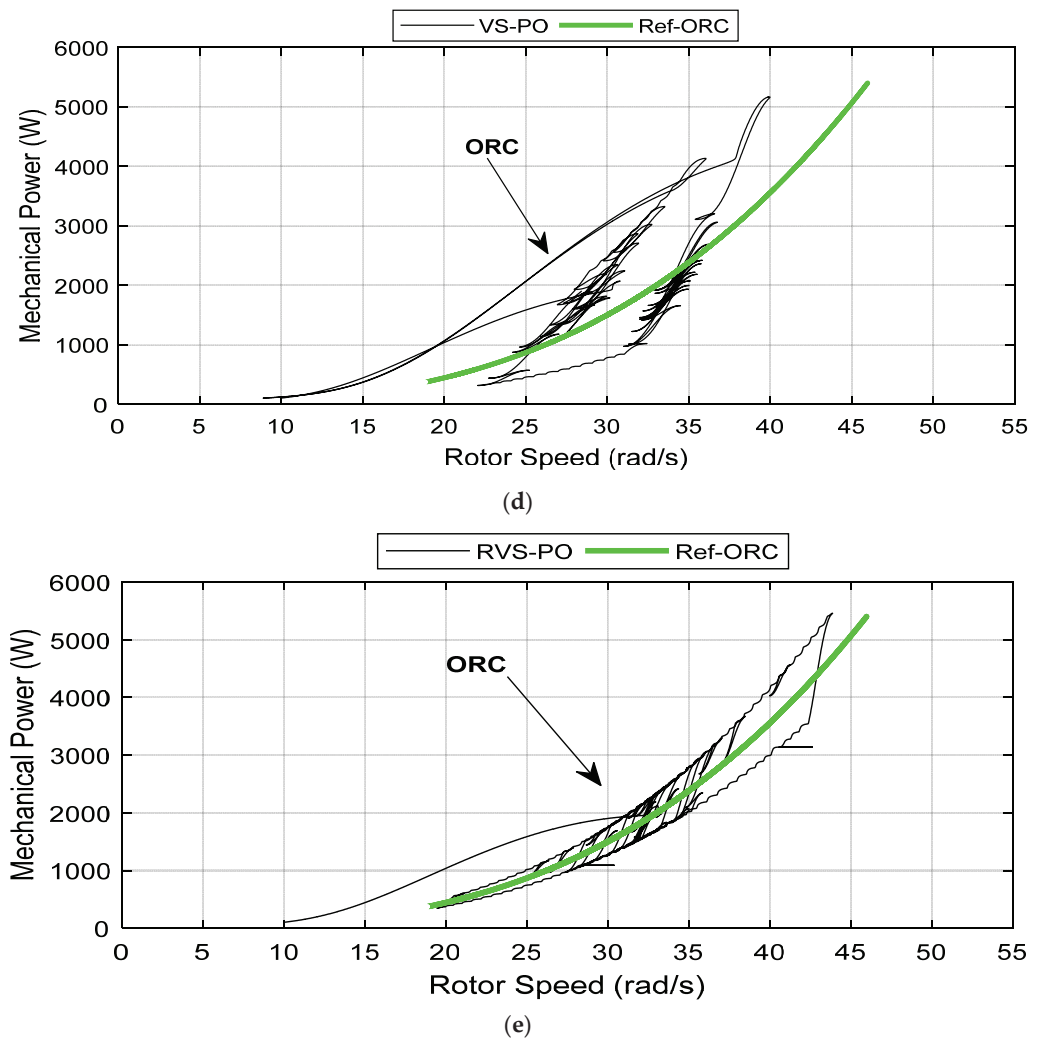 VS-PO Ref-ORC
6000
5000
4000
3000
2000
1000
0
Mechanical Power (W)
ORC
0 5 10 15 20 25 30 35 40 45 50 55
Rotor Speed (rad/s)
(d)
RVS-PO Ref-ORC
6000
5000
4000
3000
2000
1000
0
Mechanical Power (W)
ORC
0 5 10 15 20 25 30 35 40 45 50 55
Rotor Speed (rad/s)
(e)